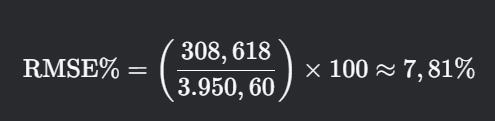 RMSE% = (308,618 / 3.950,60) × 100 ≈ 7,81%